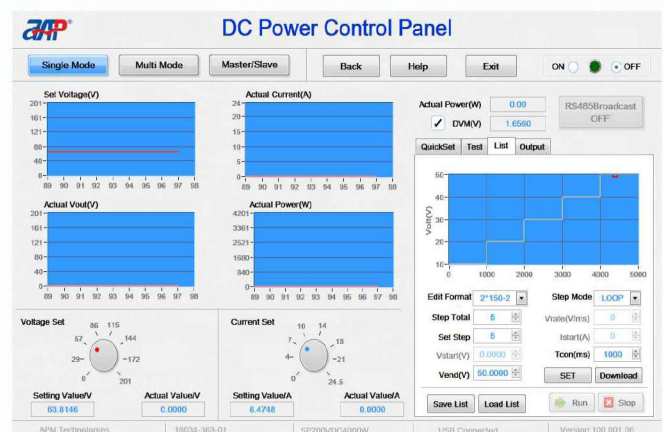 DC Power Control Panel
Single Mode Multi Mode Master/Slave Back Help Exit ON OFF
Set Voltage(V)
201
161
121
80
40
0
89 90 91 92 93 94 95 96 97 98
Actual Current(A)
24
20
15
10
5
0
89 90 91 92 93 94 95 96 97 98
Actual Vout(V)
201
161
121
80
40
0
89 90 91 92 93 94 95 96 97 98
Actual Power(W)
4201
3361
2521
1680
840
0
89 90 91 92 93 94 95 96 97 98
Actual Power(W) 0.00
DVM(V) 1.6560
RS485Broadcast
OFF
QuickSet Test List Output
Volt(V)
50
40
30
20
10
0 1000 2000 3000 4000 5000
Edit Format 2*150-2 Step Mode LOOP
Step Total 5 Vrate(V/ms) 0
Set Step 5 Istart(A) 0
Vstart(V) 0.0000 Tcon(ms) 1000
Vend(V) 50.0000 SET Download
Save List Load List Run Stop
Voltage Set
0 29 57 86 115 144 172 201
Setting Value/V Actual Value/V
63.8146 0.0000
Current Set
0 4 7 10 14 18 21 24.5
Setting Value/A Actual Value/A
8.4748 0.0000
APM Technologies 18034-363-01 SP200VDC4000W USB Connected Version:100.001.06